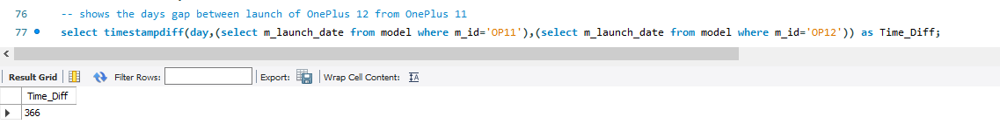 76 -- shows the days gap between launch of OnePlus 12 from OnePlus 11
77 select timestampdiff(day,(select m_launch_date from model where m_id='OP11'),(select m_launch_date from model where m_id='OP12')) as Time_Diff;
Result Grid Filter Rows: Export: Wrap Cell Content: IA
Time_Diff
366